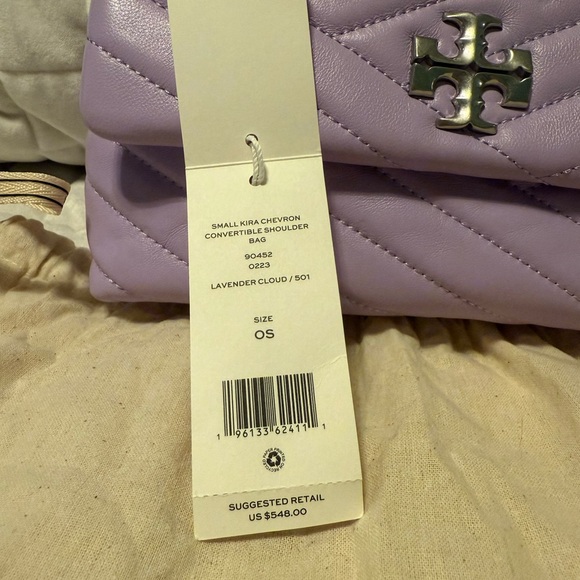 SMALL KIRA CHEVRON
CONVERTIBLE SHOULDER
BAG
90452
0223
LAVENDER CLOUD / 501
SIZE
OS
1 96133 62411 1
SUGGESTED RETAIL
US $548.00